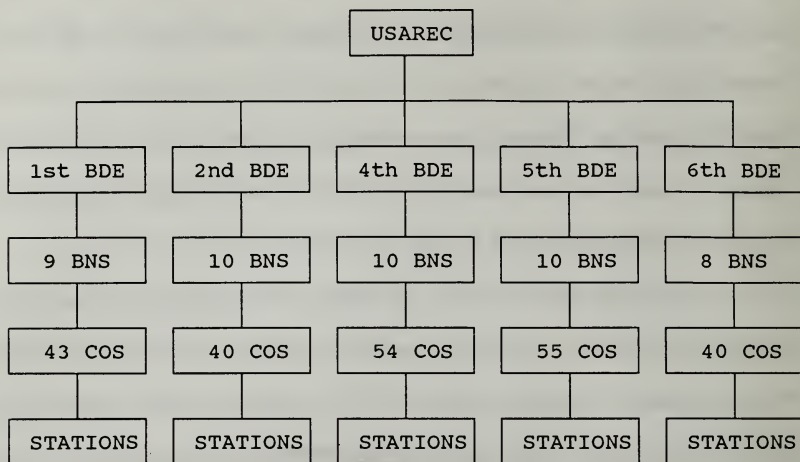 USAREC
1st BDE 2nd BDE 4th BDE 5th BDE 6th BDE
9 BNS 10 BNS 10 BNS 10 BNS 8 BNS
43 COS 40 COS 54 COS 55 COS 40 COS
STATIONS STATIONS STATIONS STATIONS STATIONS